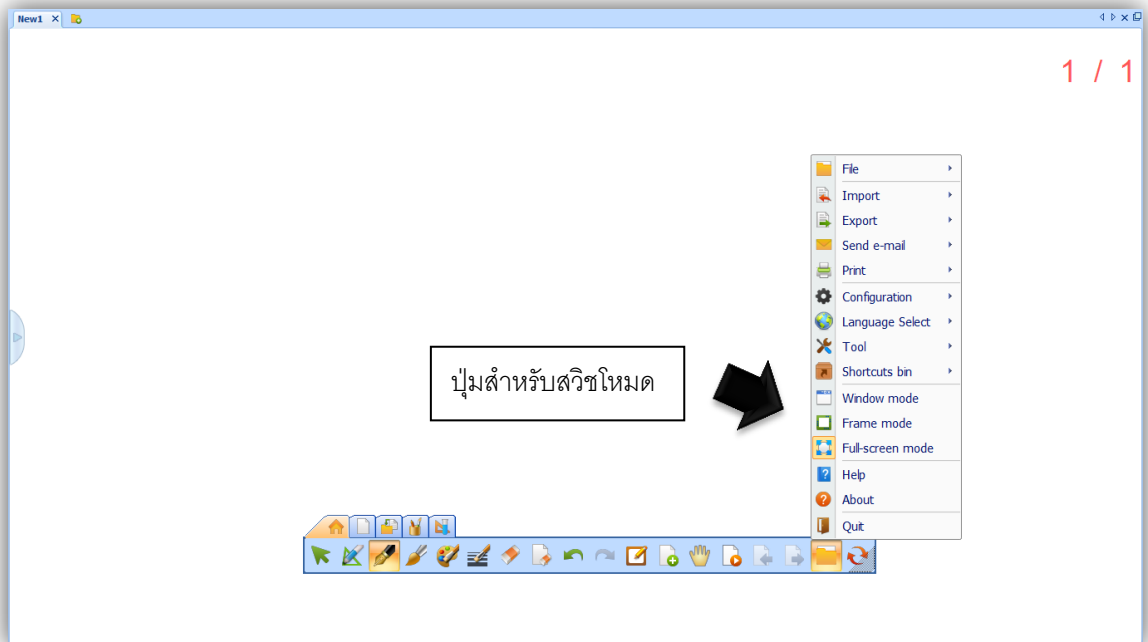 New1
1 / 1
File
Import
Export
Send e-mail
Print
Configuration
Language Select
Tool
Shortcuts bin
Window mode
Frame mode
Full-screen mode
Help
About
Quit
ปุ่มสำหรับสวิชโหมด